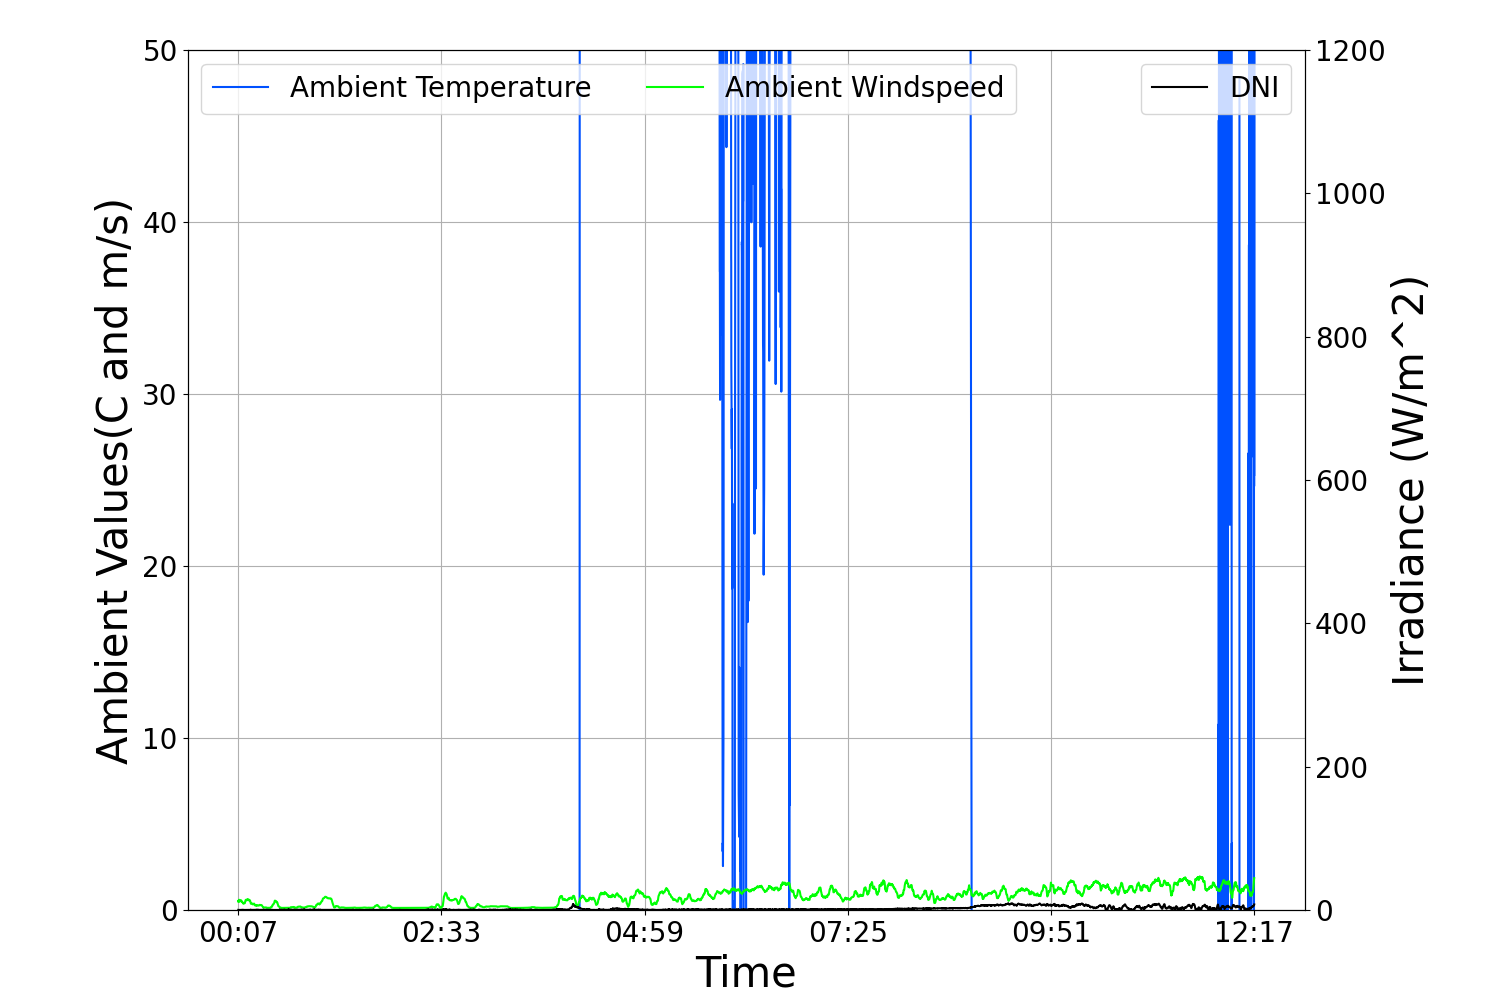 Ambient Temperature
Ambient Windspeed
DNI
Ambient Values(C and m/s)
50
40
30
20
10
0
1200
1000
800
600
400
200
0
Irradiance (W/m^2)
00:07 02:33 04:59 07:25 09:51 12:17
Time